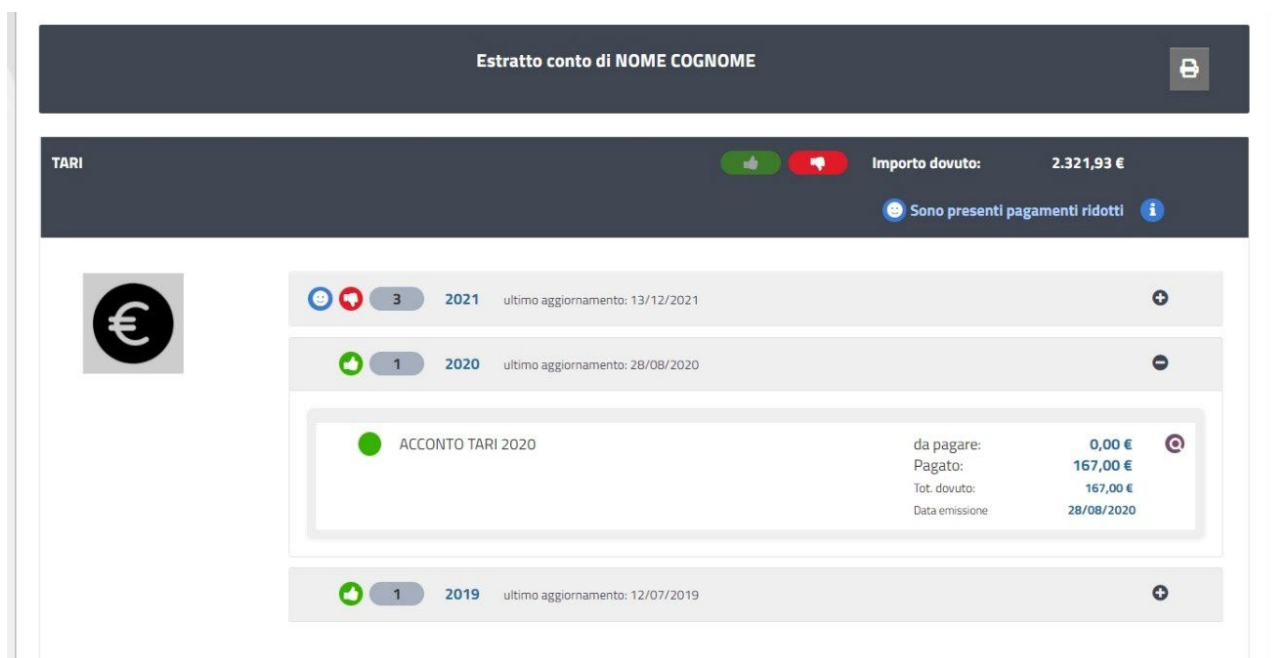 Estratto conto di NOME COGNOME
TARI
Importo dovuto: 2.321,93 €
Sono presenti pagamenti ridotti
3 2021 ultimo aggiornamento: 13/12/2021
1 2020 ultimo aggiornamento: 28/08/2020
ACCONTO TARI 2020 da pagare: 0,00 €
Pagato: 167,00 €
Tot. dovuto: 167,00 €
Data emissione 28/08/2020
1 2019 ultimo aggiornamento: 12/07/2019